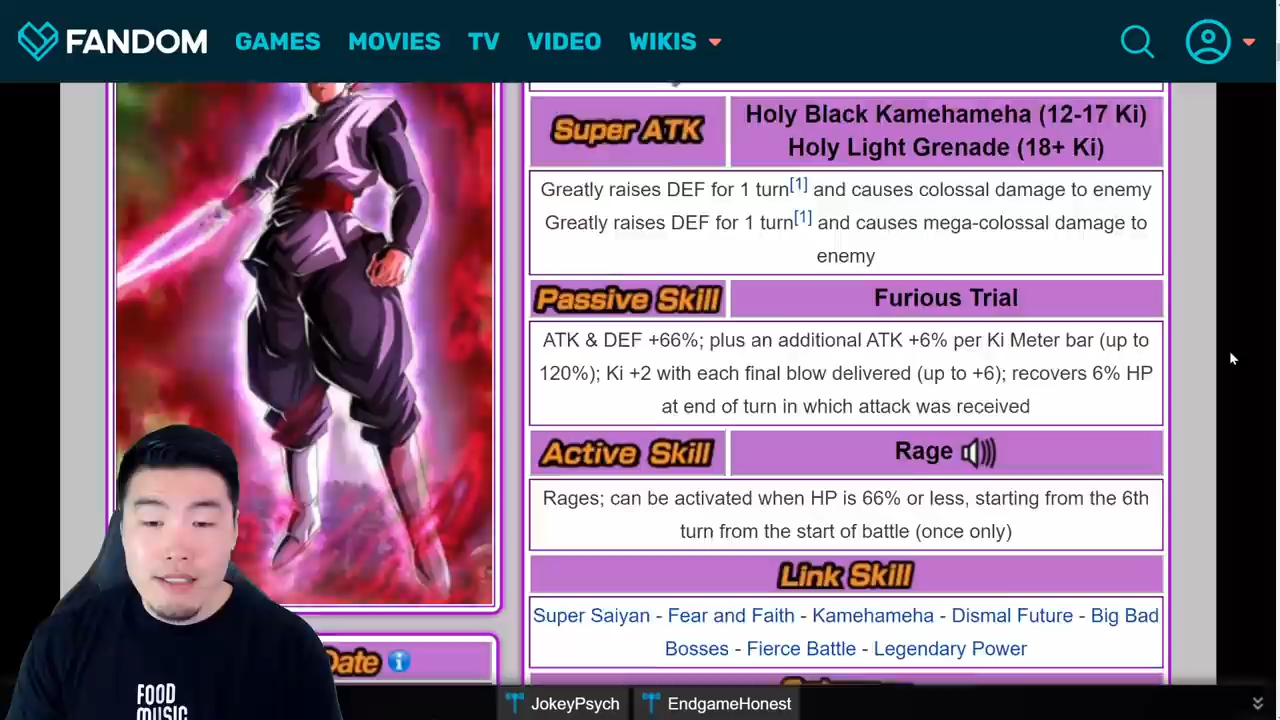 FANDOM GAMES MOVIES TV VIDEO WIKIS
Super ATK
Holy Black Kamehameha (12-17 Ki)
Holy Light Grenade (18+ Ki)
Greatly raises DEF for 1 turn[1] and causes colossal damage to enemy
Greatly raises DEF for 1 turn[1] and causes mega-colossal damage to
enemy
Passive Skill Furious Trial
ATK & DEF +66%; plus an additional ATK +6% per Ki Meter bar (up to
120%); Ki +2 with each final blow delivered (up to +6); recovers 6% HP
at end of turn in which attack was received
Active Skill Rage
Rages; can be activated when HP is 66% or less, starting from the 6th
turn from the start of battle (once only)
Link Skill
Super Saiyan - Fear and Faith - Kamehameha - Dismal Future - Big Bad
Bosses - Fierce Battle - Legendary Power
Date
FOOD
MUSIC
JokeyPsych EndgameHonest